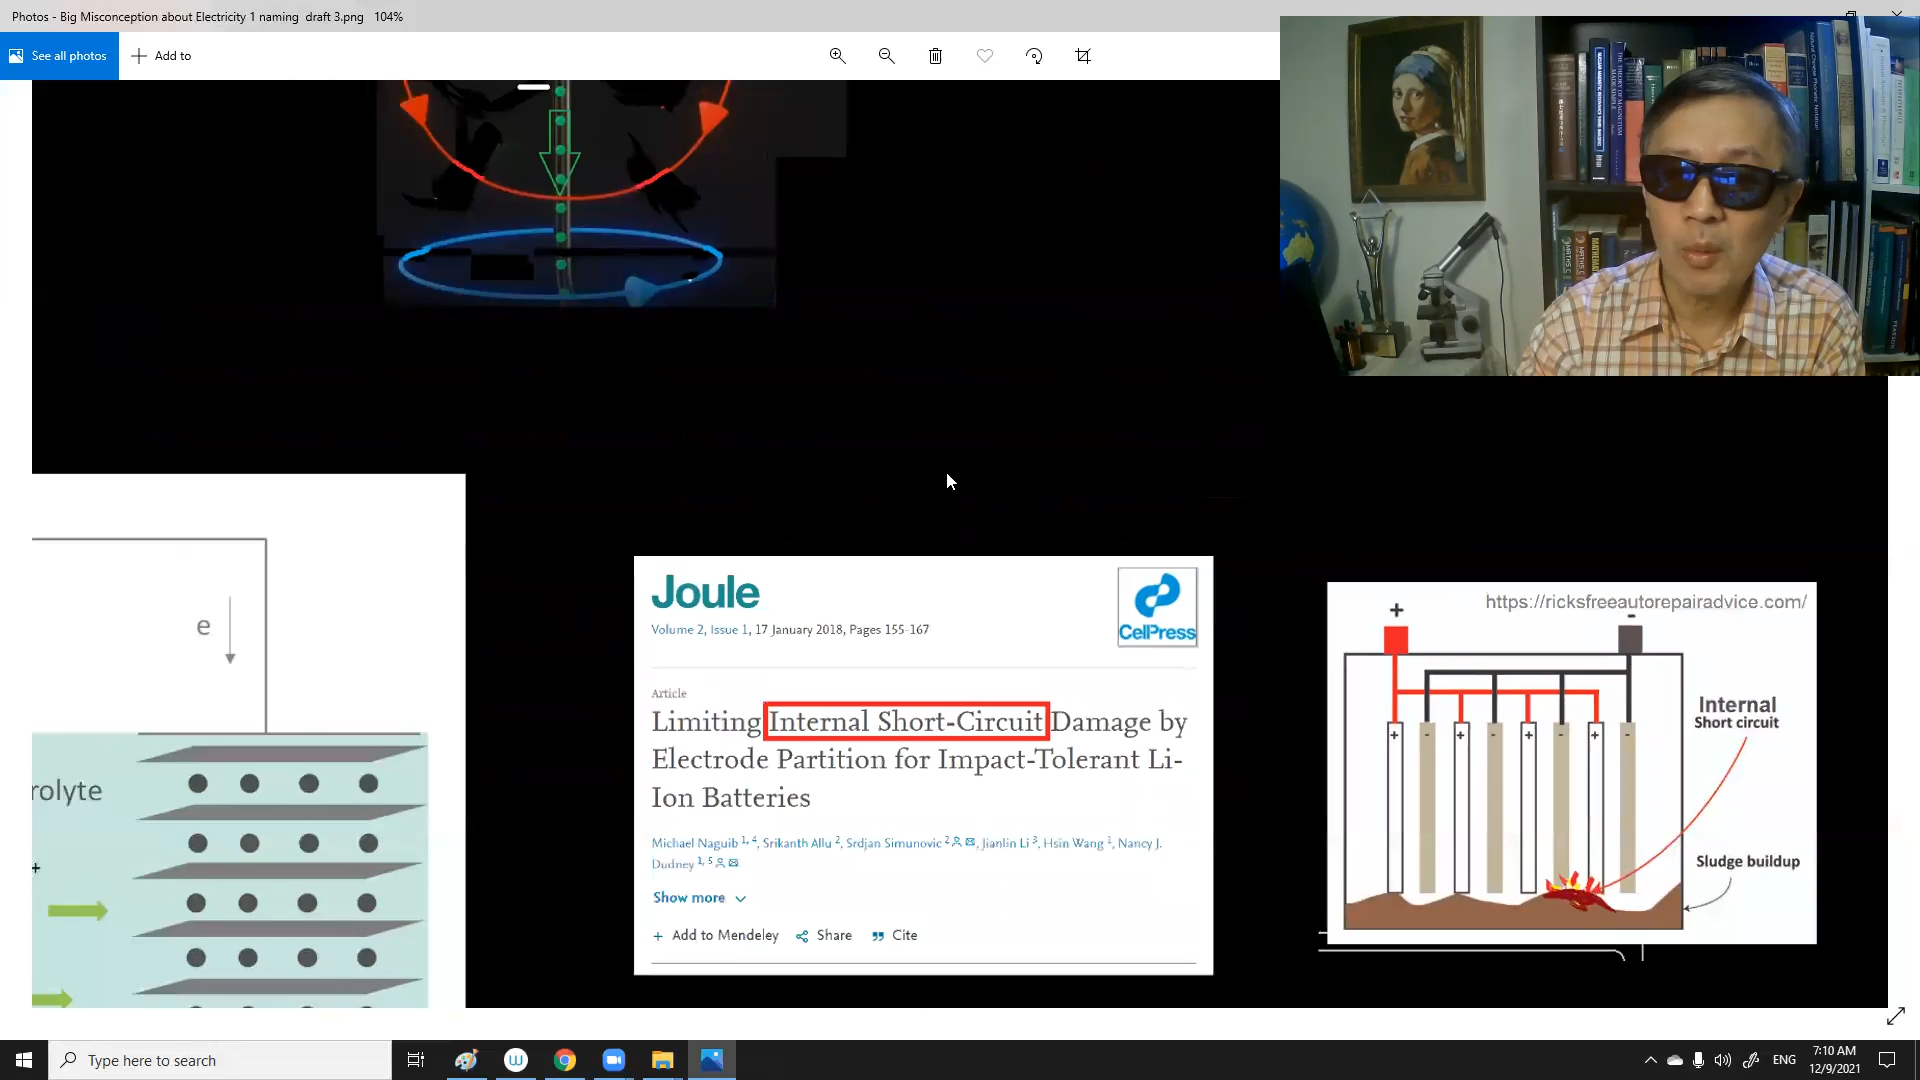 Photos - Big Misconception about Electricity 1 naming draft 3.png 104%
See all photos
Add to
e
rolyte
+
Joule
CellPress
Volume 2, Issue 1, 17 January 2018, Pages 155-167
Article
Limiting Internal Short-Circuit Damage by
Electrode Partition for Impact-Tolerant Li-
Ion Batteries
Michael Naguib 1, 4, Srikanth Allu 2, Srdjan Simunovic 2, Jianlin Li 3, Hsin Wang 1, Nancy J.
Dudney 1, 5
Show more
+ Add to Mendeley Share Cite
https://ricksfreeautorepairadvice.com/
+ -
Internal
Short circuit
+ - + - + - + -
Sludge buildup
Type here to search
ENG
7:10 AM
12/9/2021